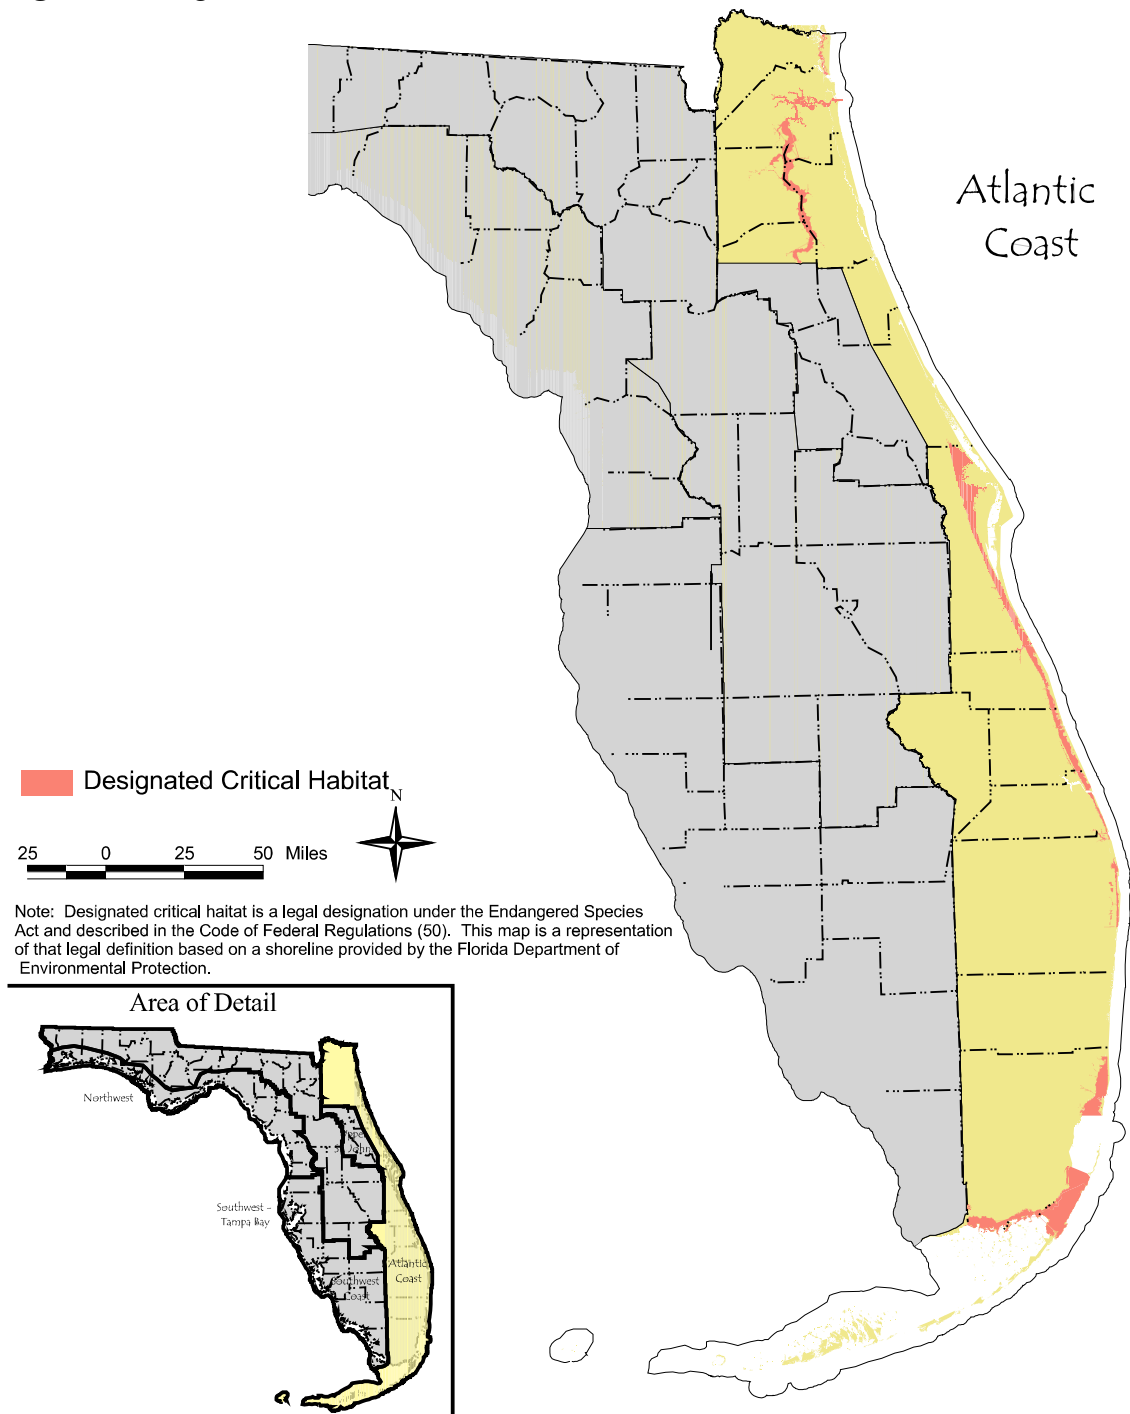 Atlantic
Coast
Designated Critical Habitat
N
25 0 25 50 Miles
Note: Designated critical haitat is a legal designation under the Endangered Species
Act and described in the Code of Federal Regulations (50). This map is a representation
of that legal definition based on a shoreline provided by the Florida Department of
Environmental Protection.
Area of Detail
Northwest
Southwest -
Tampa Bay
Atlantic
Coast
Southwest
Coast